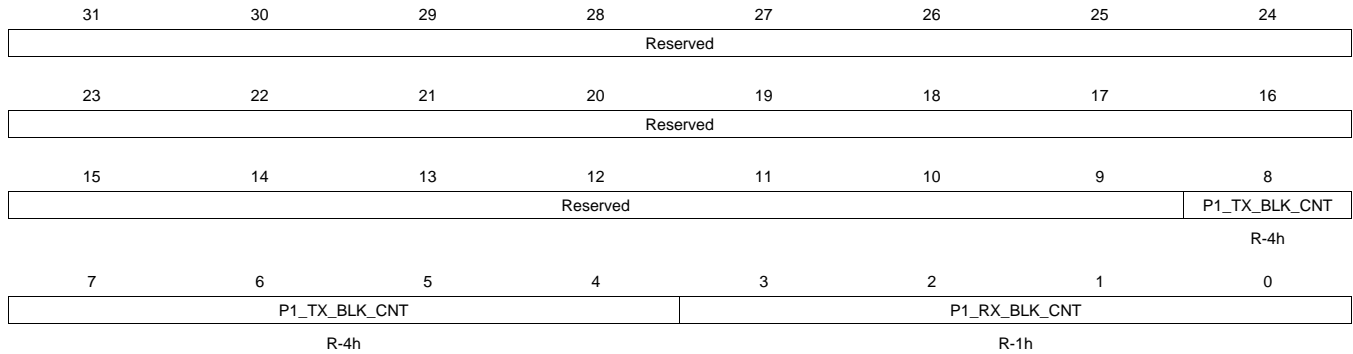 31 30 29 28 27 26 25 24
Reserved
23 22 21 20 19 18 17 16
Reserved
15 14 13 12 11 10 9 8
Reserved P1_TX_BLK_CNT
R-4h
7 6 5 4 3 2 1 0
P1_TX_BLK_CNT P1_RX_BLK_CNT
R-4h R-1h